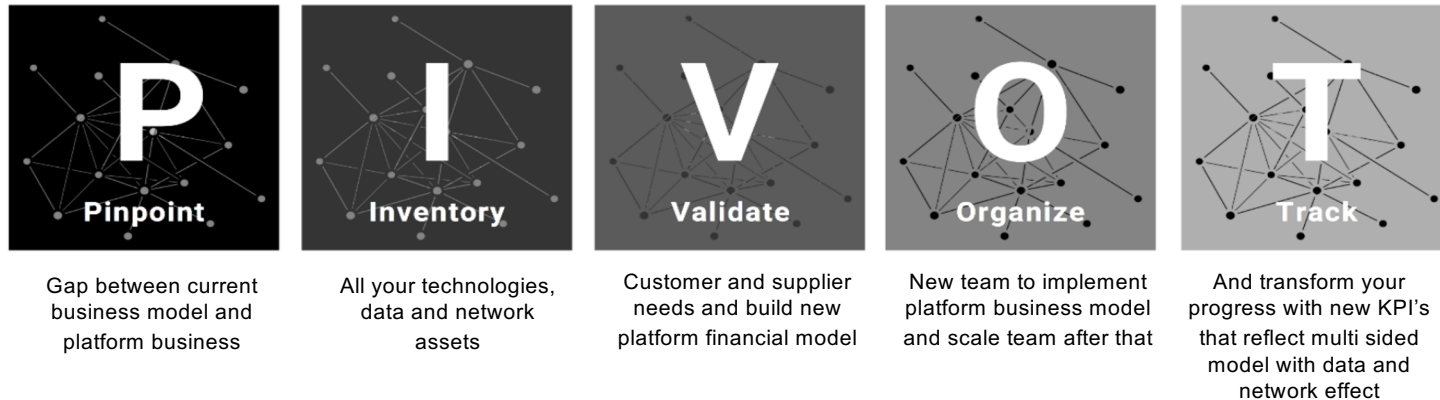 P
Pinpoint
Gap between current
business model and
platform business
I
Inventory
All your technologies,
data and network
assets
V
Validate
Customer and supplier
needs and build new
platform financial model
O
Organize
New team to implement
platform business model
and scale team after that
T
Track
And transform your
progress with new KPI’s
that reflect multi sided
model with data and
network effect